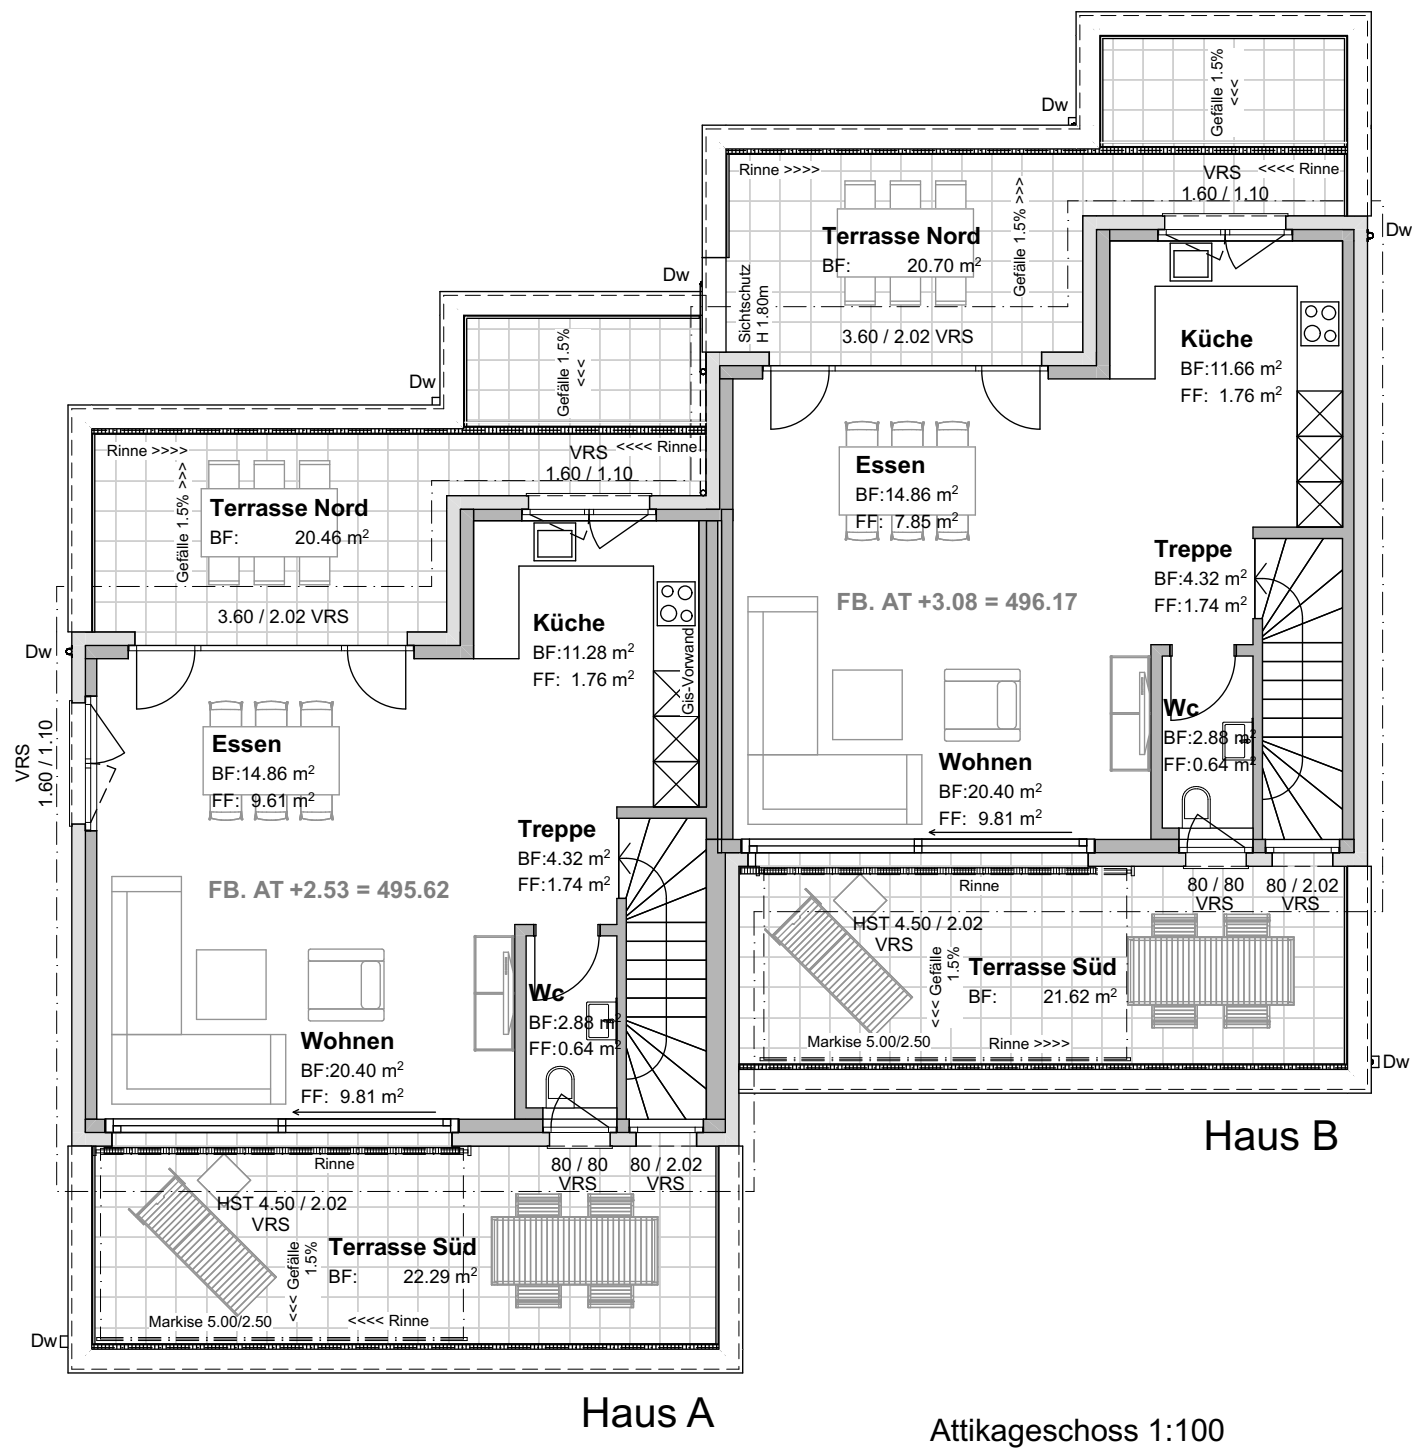 Gefälle 1.5%
<<<
Dw
Rinne >>>>
VRS
<<<< Rinne
1.60 / 1.10
Dw
Terrasse Nord
BF: 20.70 m²
Gefälle 1.5% >>>
Sichtschutz
H 1.80m
3.60 / 2.02 VRS
Küche
BF:11.66 m²
FF: 1.76 m²
Essen
BF:14.86 m²
FF: 7.85 m²
Treppe
BF:4.32 m²
FF:1.74 m²
FB. AT +3.08 = 496.17
Wc
BF:2.88 m²
FF:0.64 m²
Wohnen
BF:20.40 m²
FF: 9.81 m²
Rinne
80 / 80
VRS
80 / 2.02
VRS
HST 4.50 / 2.02
VRS
<<< Gefälle
1.5%
Terrasse Süd
BF: 21.62 m²
Markise 5.00/2.50
Rinne >>>>
Dw
Haus B
Dw
Gefälle 1.5%
<<<
Dw
Rinne >>>>
VRS
<<<< Rinne
1.60 / 1.10
Gefälle 1.5% >>>
Terrasse Nord
BF: 20.46 m²
3.60 / 2.02 VRS
Dw
Küche
BF:11.28 m²
FF: 1.76 m²
Gis-Vorwand
VRS
1.60 / 1.10
Essen
BF:14.86 m²
FF: 9.61 m²
Treppe
BF:4.32 m²
FF:1.74 m²
FB. AT +2.53 = 495.62
Wc
BF:2.88 m²
FF:0.64 m²
Wohnen
BF:20.40 m²
FF: 9.81 m²
Rinne
80 / 80
VRS
80 / 2.02
VRS
HST 4.50 / 2.02
VRS
<<< Gefälle
1.5%
Terrasse Süd
BF: 22.29 m²
Markise 5.00/2.50
<<<< Rinne
Dw
Haus A
Attikageschoss 1:100